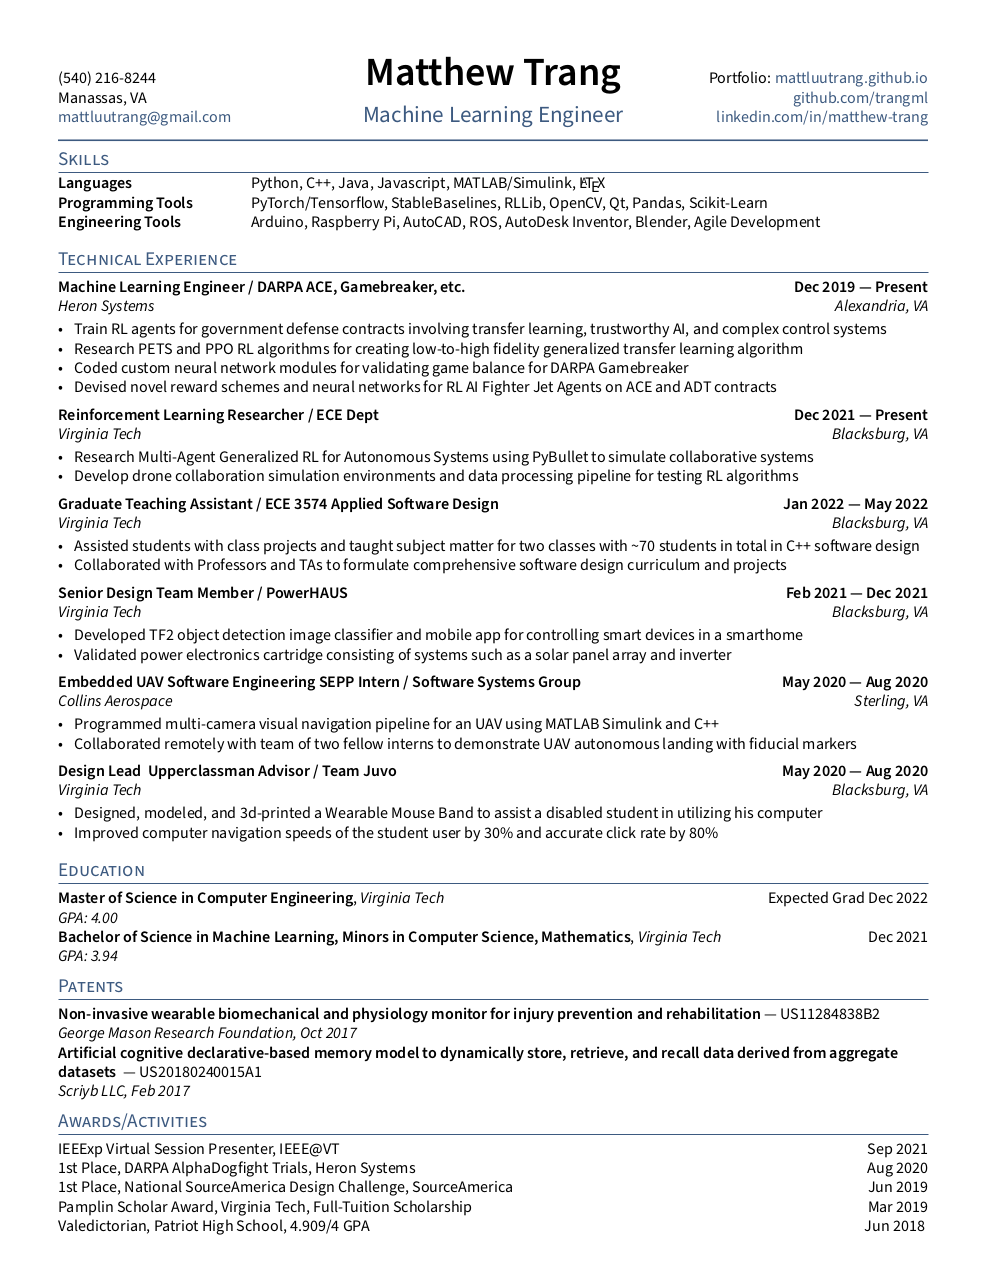 Matthew Trang
Machine Learning Engineer
(540) 216-8244
Manassas, VA
mattluutrang@gmail.com
Portfolio: mattluutrang.github.io
github.com/trangml
linkedin.com/in/matthew-trang
Skills
Languages Python, C++, Java, Javascript, MATLAB/Simulink, LATEX
Programming Tools PyTorch/Tensorflow, StableBaselines, RLLib, OpenCV, Qt, Pandas, Scikit-Learn
Engineering Tools Arduino, Raspberry Pi, AutoCAD, ROS, AutoDesk Inventor, Blender, Agile Development
Technical Experience
Machine Learning Engineer / DARPA ACE, Gamebreaker, etc. Dec 2019 — Present
Heron Systems Alexandria, VA
• Train RL agents for government defense contracts involving transfer learning, trustworthy AI, and complex control systems
• Research PETS and PPO RL algorithms for creating low-to-high fidelity generalized transfer learning algorithm
• Coded custom neural network modules for validating game balance for DARPA Gamebreaker
• Devised novel reward schemes and neural networks for RL AI Fighter Jet Agents on ACE and ADT contracts
Reinforcement Learning Researcher / ECE Dept Dec 2021 — Present
Virginia Tech Blacksburg, VA
• Research Multi-Agent Generalized RL for Autonomous Systems using PyBullet to simulate collaborative systems
• Develop drone collaboration simulation environments and data processing pipeline for testing RL algorithms
Graduate Teaching Assistant / ECE 3574 Applied Software Design Jan 2022 — May 2022
Virginia Tech Blacksburg, VA
• Assisted students with class projects and taught subject matter for two classes with ~70 students in total in C++ software design
• Collaborated with Professors and TAs to formulate comprehensive software design curriculum and projects
Senior Design Team Member / PowerHAUS Feb 2021 — Dec 2021
Virginia Tech Blacksburg, VA
• Developed TF2 object detection image classifier and mobile app for controlling smart devices in a smarthome
• Validated power electronics cartridge consisting of systems such as a solar panel array and inverter
Embedded UAV Software Engineering SEPP Intern / Software Systems Group May 2020 — Aug 2020
Collins Aerospace Sterling, VA
• Programmed multi-camera visual navigation pipeline for an UAV using MATLAB Simulink and C++
• Collaborated remotely with team of two fellow interns to demonstrate UAV autonomous landing with fiducial markers
Design Lead Upperclassman Advisor / Team Juvo May 2020 — Aug 2020
Virginia Tech Blacksburg, VA
• Designed, modeled, and 3d-printed a Wearable Mouse Band to assist a disabled student in utilizing his computer
• Improved computer navigation speeds of the student user by 30% and accurate click rate by 80%
Education
Master of Science in Computer Engineering, Virginia Tech Expected Grad Dec 2022
GPA: 4.00
Bachelor of Science in Machine Learning, Minors in Computer Science, Mathematics, Virginia Tech Dec 2021
GPA: 3.94
Patents
Non-invasive wearable biomechanical and physiology monitor for injury prevention and rehabilitation — US11284838B2
George Mason Research Foundation, Oct 2017
Artificial cognitive declarative-based memory model to dynamically store, retrieve, and recall data derived from aggregate
datasets — US20180240015A1
Scriyb LLC, Feb 2017
Awards/Activities
IEEExp Virtual Session Presenter, IEEE@VT Sep 2021
1st Place, DARPA AlphaDogfight Trials, Heron Systems Aug 2020
1st Place, National SourceAmerica Design Challenge, SourceAmerica Jun 2019
Pamplin Scholar Award, Virginia Tech, Full-Tuition Scholarship Mar 2019
Valedictorian, Patriot High School, 4.909/4 GPA Jun 2018